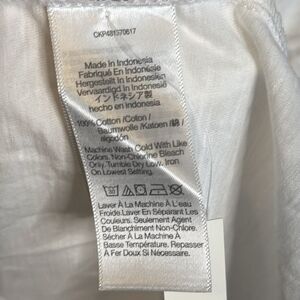 CKP481370617
Made in Indonesia
Fabriqué En Indonésie
Hergestellt in Indonesien
Vervaardigd in Indonesië
インドネシア製
hecho en indonesia
100%Cotton /Coton /
Baumwolle /Katoen /綿 /
algodón
Machine Wash Cold With Like
Colors. Non-Chlorine Bleach
Only. Tumble Dry Low. Iron
On Lowest Setting.
Laver À La Machine À L'eau
Froide. Laver En Séparant Les
Couleurs. Seulement Agent
De Blanchiment Non-Chloré.
Sécher À La Machine À
Basse Température. Repasser
À Fer Doux Si Nécessaire.